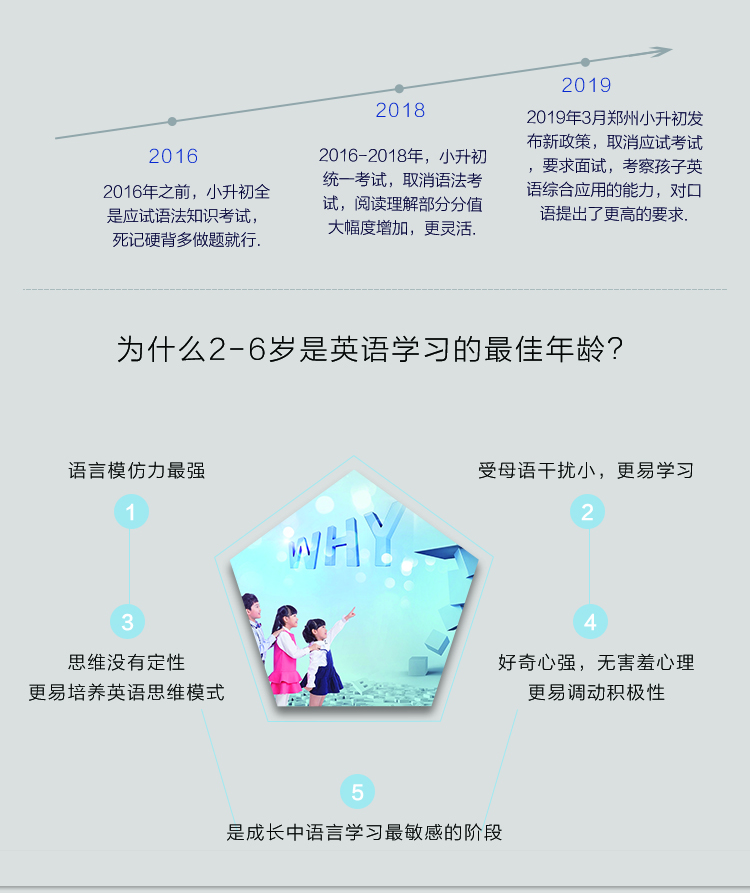 2016
2016年之前，小升初全
是应试语法知识考试，
死记硬背多做题就行.
2018
2016-2018年，小升初
统一考试，取消语法考
试，阅读理解部分分值
大幅度增加，更灵活.
2019
2019年3月郑州小升初发
布新政策，取消应试考试
，要求面试，考察孩子英
语综合应用的能力，对口
语提出了更高的要求.
为什么2-6岁是英语学习的最佳年龄？
语言模仿力最强
1
受母语干扰小，更易学习
2
WHY
3
思维没有定性
更易培养英语思维模式
4
好奇心强，无害羞心理
更易调动积极性
5
是成长中语言学习最敏感的阶段